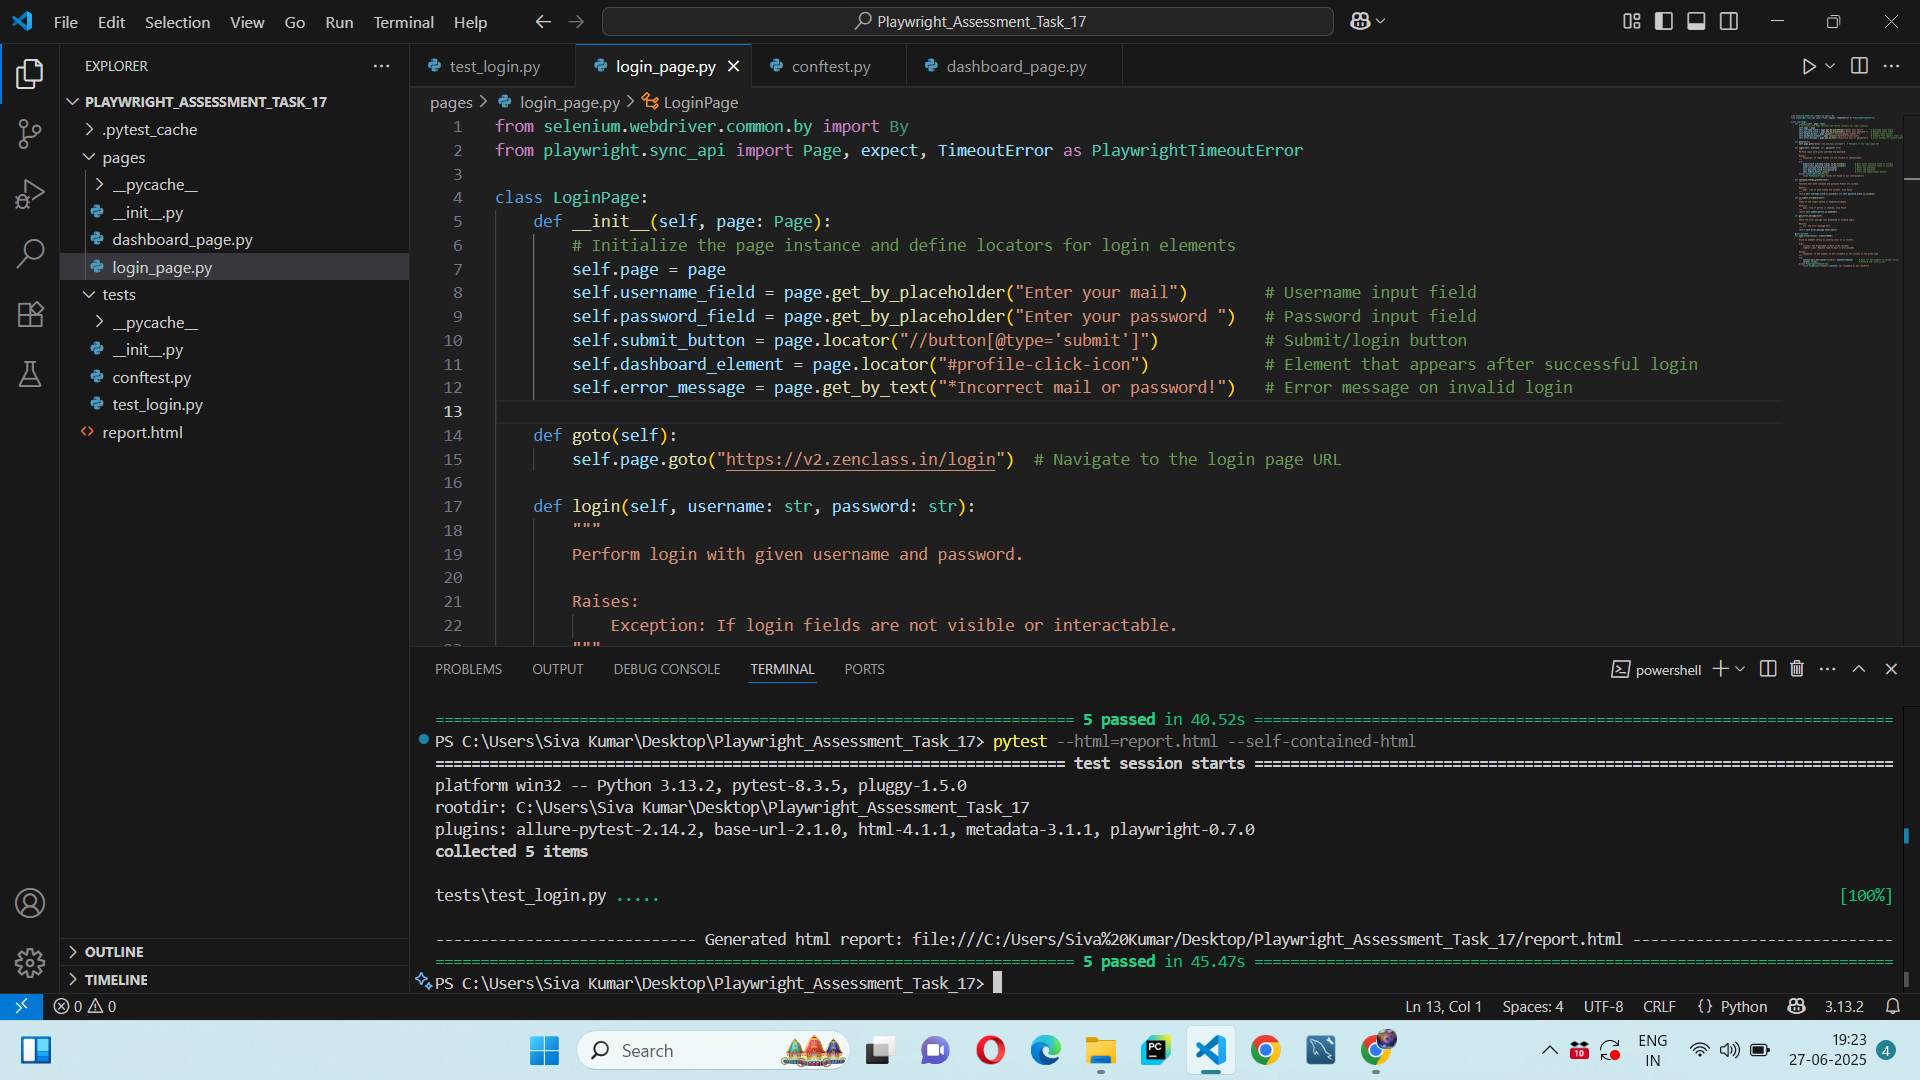 File Edit Selection View Go Run Terminal Help
Playwright_Assessment_Task_17
EXPLORER
PLAYWRIGHT_ASSESSMENT_TASK_17
.pytest_cache
pages
__pycache__
__init__.py
dashboard_page.py
login_page.py
tests
__pycache__
__init__.py
conftest.py
test_login.py
report.html
OUTLINE
TIMELINE
test_login.py login_page.py conftest.py dashboard_page.py
pages > login_page.py > LoginPage
1 from selenium.webdriver.common.by import By
2 from playwright.sync_api import Page, expect, TimeoutError as PlaywrightTimeoutError
3
4 class LoginPage:
5 def __init__(self, page: Page):
6 # Initialize the page instance and define locators for login elements
7 self.page = page
8 self.username_field = page.get_by_placeholder("Enter your mail") # Username input field
9 self.password_field = page.get_by_placeholder("Enter your password ") # Password input field
10 self.submit_button = page.locator("//button[@type='submit']") # Submit/login button
11 self.dashboard_element = page.locator("#profile-click-icon") # Element that appears after successful login
12 self.error_message = page.get_by_text("*Incorrect mail or password!") # Error message on invalid login
13
14 def goto(self):
15 self.page.goto("https://v2.zenclass.in/login") # Navigate to the login page URL
16
17 def login(self, username: str, password: str):
18 """
19 Perform login with given username and password.
20
21 Raises:
22 Exception: If login fields are not visible or interactable.
"""
PROBLEMS OUTPUT DEBUG CONSOLE TERMINAL PORTS
powershell
5 passed in 40.52s
PS C:\Users\Siva Kumar\Desktop\Playwright_Assessment_Task_17> pytest --html=report.html --self-contained-html
test session starts
platform win32 -- Python 3.13.2, pytest-8.3.5, pluggy-1.5.0
rootdir: C:\Users\Siva Kumar\Desktop\Playwright_Assessment_Task_17
plugins: allure-pytest-2.14.2, base-url-2.1.0, html-4.1.1, metadata-3.1.1, playwright-0.7.0
collected 5 items
tests\test_login.py ..... [100%]
Generated html report: file:///C:/Users/Siva%20Kumar/Desktop/Playwright_Assessment_Task_17/report.html
5 passed in 45.47s
PS C:\Users\Siva Kumar\Desktop\Playwright_Assessment_Task_17>
0 0
Ln 13, Col 1 Spaces: 4 UTF-8 CRLF {} Python 3.13.2
Search
PC
10
ENG
IN
19:23
27-06-2025
4